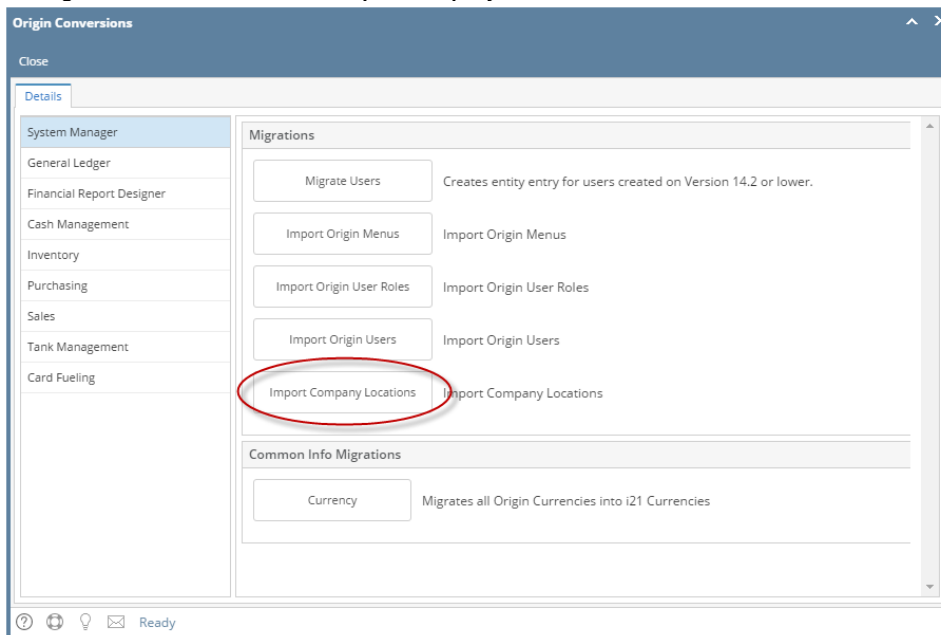 Origin Conversions
Close
Details
System Manager
General Ledger
Financial Report Designer
Cash Management
Inventory
Purchasing
Sales
Tank Management
Card Fueling
Migrations
Migrate Users Creates entity entry for users created on Version 14.2 or lower.
Import Origin Menus Import Origin Menus
Import Origin User Roles Import Origin User Roles
Import Origin Users Import Origin Users
Import Company Locations Import Company Locations
Common Info Migrations
Currency Migrates all Origin Currencies into i21 Currencies
Ready